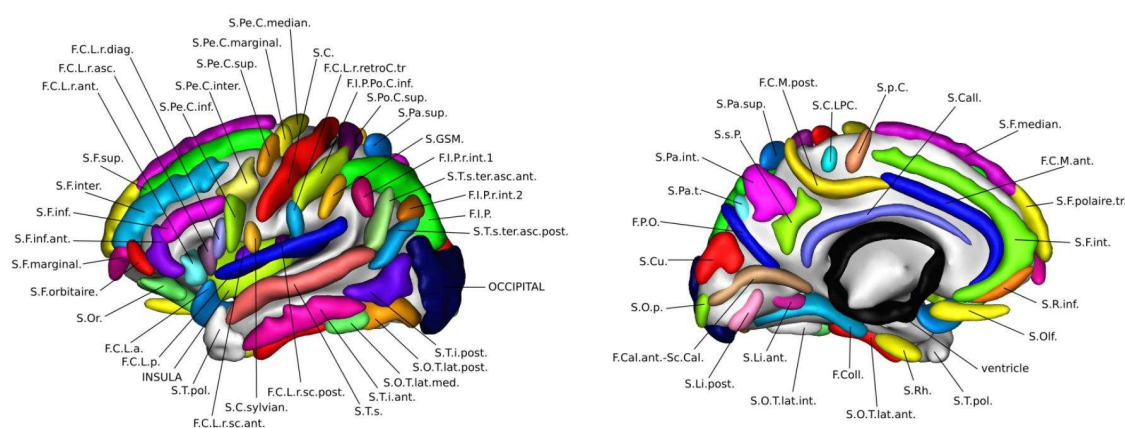 S.Pe.C.median.
S.Pe.C.marginal.
F.C.L.r.diag.
S.C.
S.Pe.C.sup.
F.C.L.r.asc.
F.C.L.r.retroC.tr
S.Pe.C.inter.
F.C.L.r.ant.
F.I.P.Po.C.inf.
S.Po.C.sup.
S.Pe.C.inf.
S.Pa.sup.
S.GSM.
S.F.sup.
F.I.P.r.int.1
S.T.s.ter.asc.ant.
S.F.inter.
F.I.P.r.int.2
S.F.inf.
F.I.P.
S.T.s.ter.asc.post.
S.F.inf.ant.
S.F.marginal.
S.F.orbitaire.
OCCIPITAL
S.Or.
F.C.L.a.
S.T.i.post.
F.C.L.p.
S.O.T.lat.post.
INSULA
S.O.T.lat.med.
S.T.pol.
F.C.L.r.sc.post.
S.T.i.ant.
S.C.sylvian.
S.T.s.
F.C.L.r.sc.ant.
F.C.M.post.
S.p.C.
S.Call.
S.Pa.sup.
S.C.LPC.
S.F.median.
S.s.P.
S.Pa.int.
F.C.M.ant.
S.Pa.t.
S.F.polaire.tr.
F.P.O.
S.F.int.
S.Cu.
S.O.p.
S.R.inf.
S.Olf.
F.Cal.ant.-Sc.Cal.
S.Li.ant.
ventricle
S.Li.post.
F.Coll.
S.Rh.
S.O.T.lat.int.
S.T.pol.
S.O.T.lat.ant.